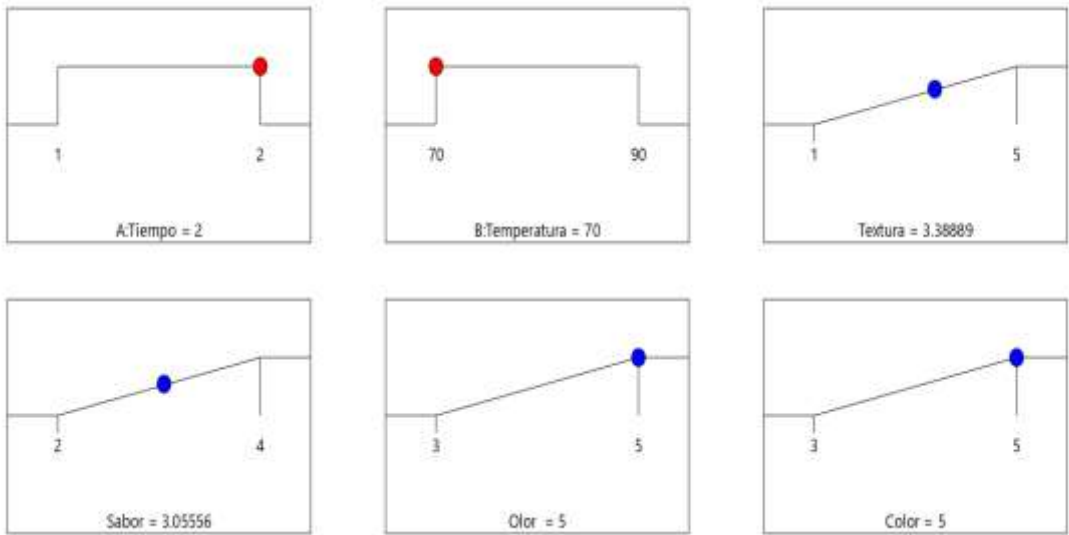 1 2
A:Tiempo = 2
70 90
B:Temperatura = 70
1 5
Textura = 3.38889
2 4
Sabor = 3.05556
3 5
Olor = 5
3 5
Color = 5